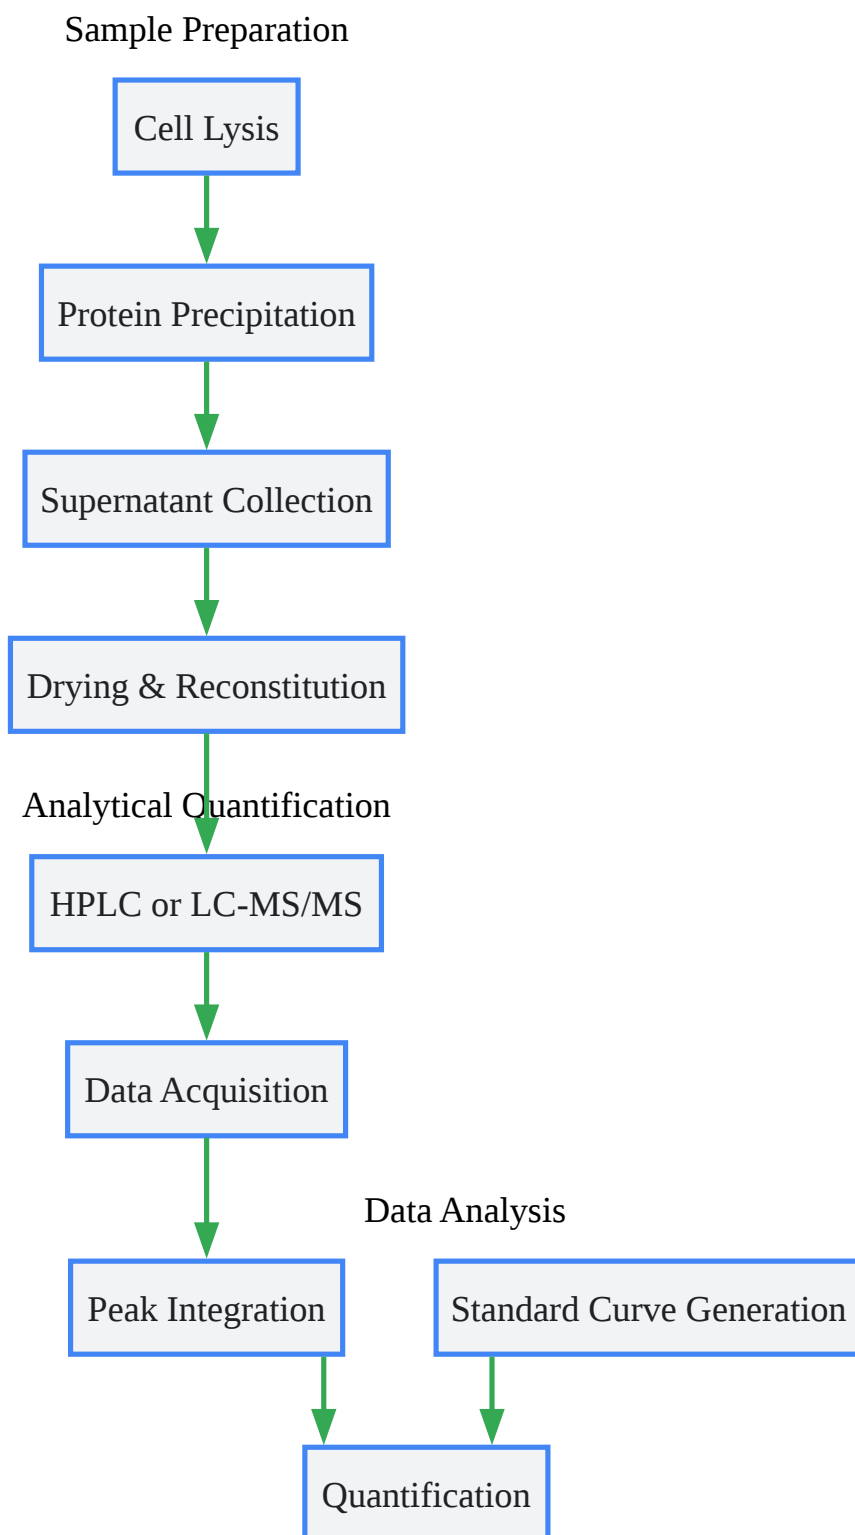 Sample Preparation
Cell Lysis
Protein Precipitation
Supernatant Collection
Drying & Reconstitution
Analytical Quantification
HPLC or LC-MS/MS
Data Acquisition
Data Analysis
Peak Integration
Standard Curve Generation
Quantification